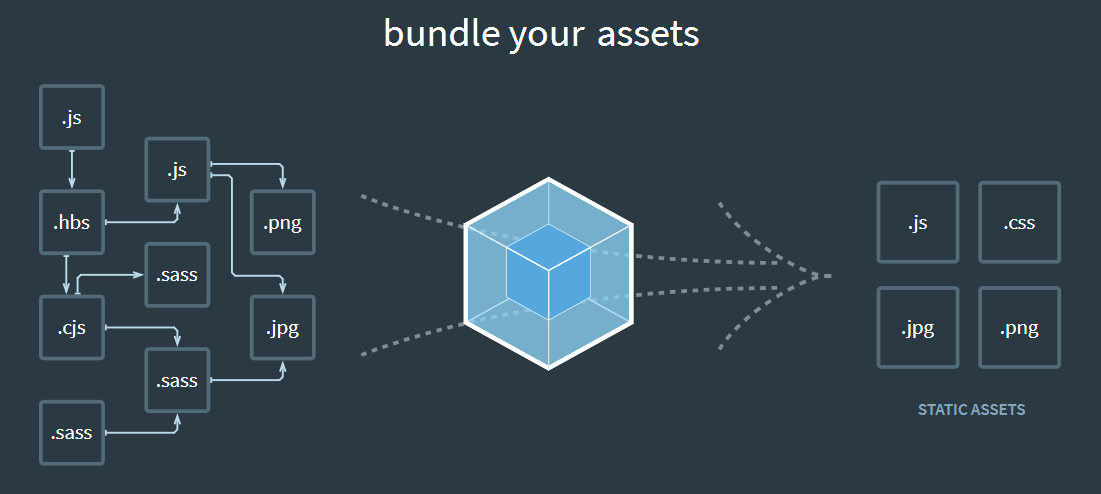 bundle your assets
.js
.js
.hbs
.png
.sass
.cjs
.jpg
.sass
.sass
.js
.css
.jpg
.png
STATIC ASSETS